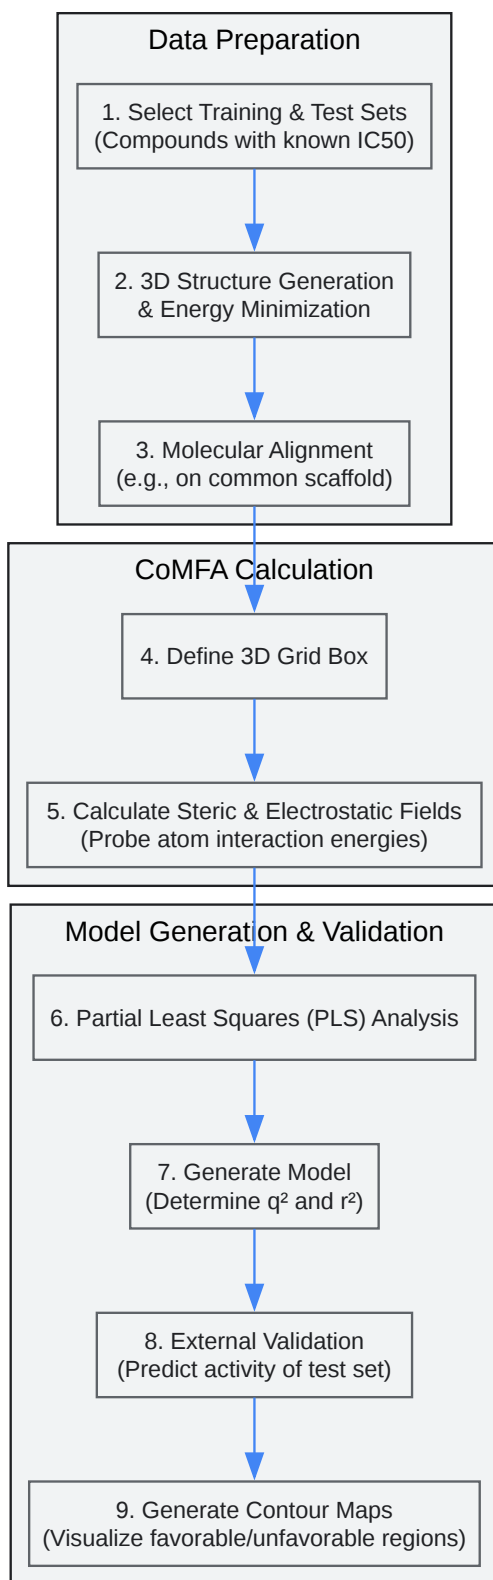 Data Preparation
1. Select Training & Test Sets
(Compounds with known IC50)
2. 3D Structure Generation
& Energy Minimization
3. Molecular Alignment
(e.g., on common scaffold)
CoMFA Calculation
4. Define 3D Grid Box
5. Calculate Steric & Electrostatic Fields
(Probe atom interaction energies)
Model Generation & Validation
6. Partial Least Squares (PLS) Analysis
7. Generate Model
(Determine q² and r²)
8. External Validation
(Predict activity of test set)
9. Generate Contour Maps
(Visualize favorable/unfavorable regions)